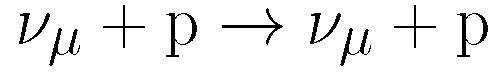 ν_μ + p → ν_μ + p